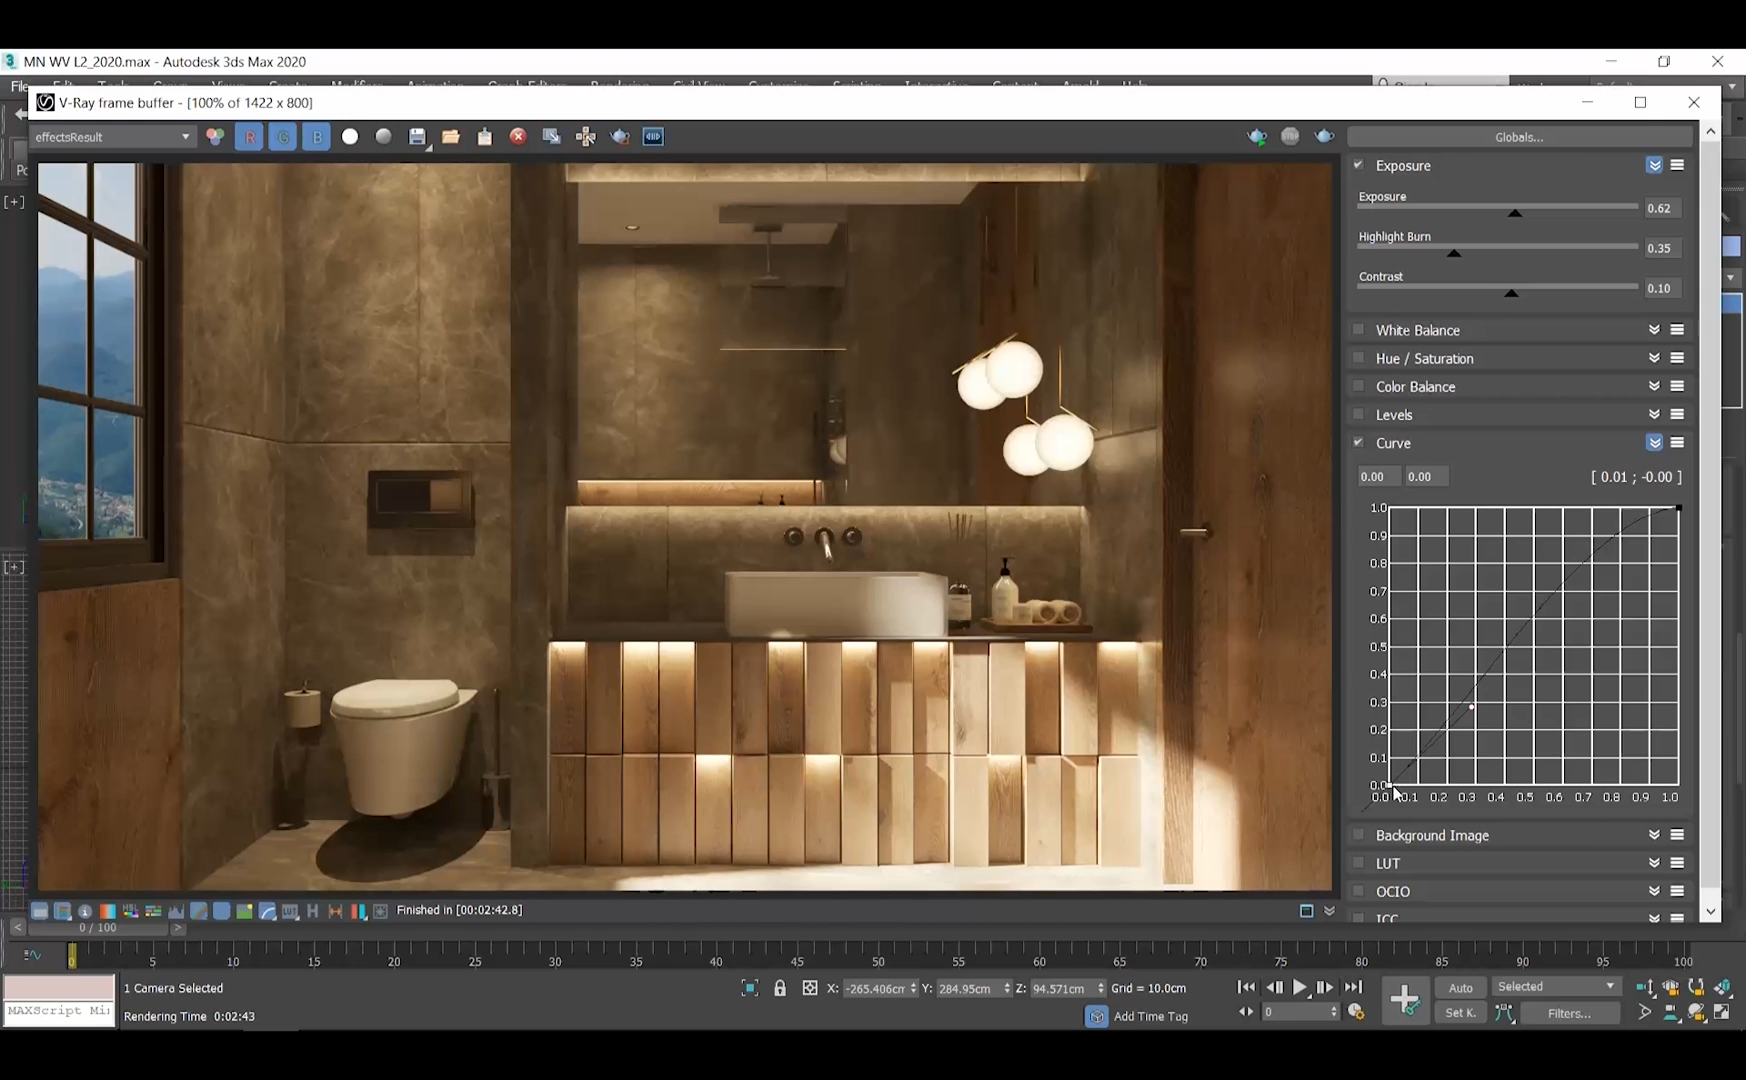 3 MN WV L2_2020.max - Autodesk 3ds Max 2020
V-Ray frame buffer - [100% of 1422 x 800]
effectsResult
R G B
Globals...
[+]
Exposure
Exposure
0.62
Highlight Burn
0.35
Contrast
0.10
White Balance
Hue / Saturation
Color Balance
Levels
Curve
0.00 0.00 [ 0.01 ; -0.00 ]
1.0
0.9
0.8
0.7
0.6
0.5
0.4
0.3
0.2
0.1
0.0
0.0 0.1 0.2 0.3 0.4 0.5 0.6 0.7 0.8 0.9 1.0
[+]
Background Image
LUT
OCIO
ICC
Finished in [00:02:42.8]
< 0 / 100 >
0 5 10 15 20 25 30 35 40 45 50 55 60 65 70 75 80 85 90 95 100
1 Camera Selected
X: -265.406cm Y: 284.95cm Z: 94.571cm Grid = 10.0cm
Auto Selected
MAXScript Mi:
Rendering Time 0:02:43
Add Time Tag
0
Set K. Filters...